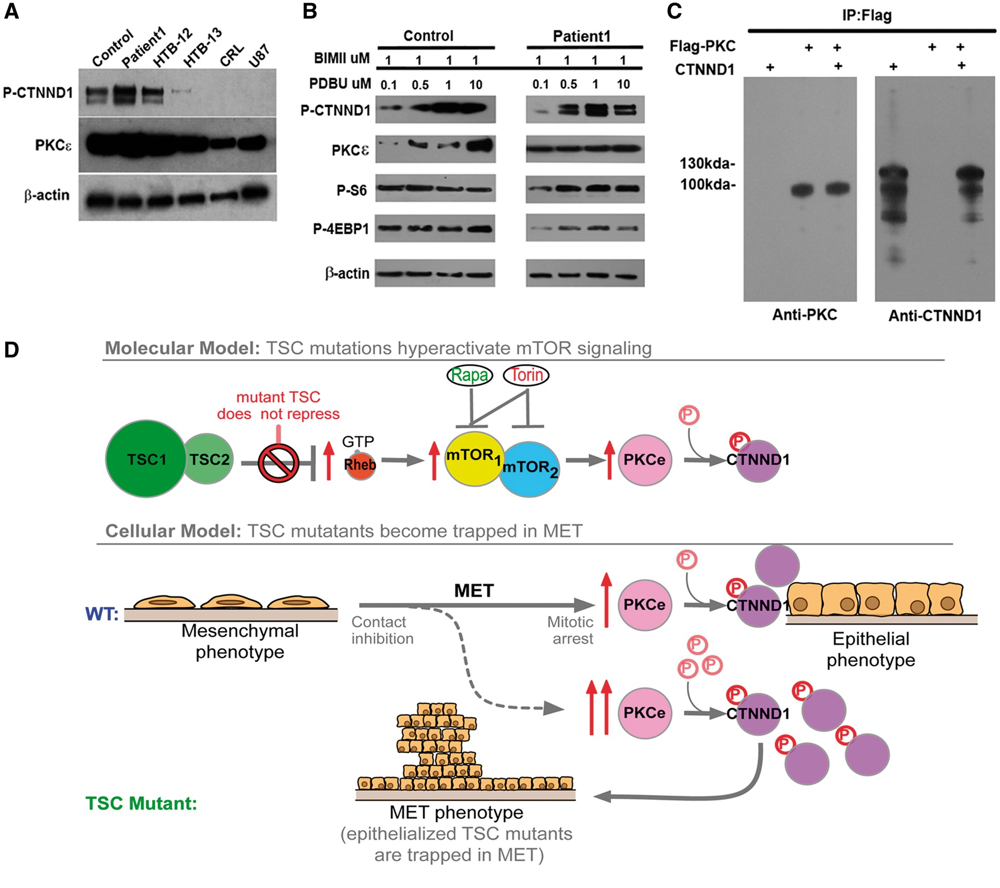 A
Control
Patient1
HTB-12
HTB-13
CRL
U87
P-CTNND1
PKCε
β-actin
B
Control
Patient1
BIMII uM 1 1 1 1 1 1 1 1
PDBU uM 0.1 0.5 1 10 0.1 0.5 1 10
P-CTNND1
PKCε
P-S6
P-4EBP1
β-actin
C
IP:Flag
Flag-PKC + + + +
CTNND1 + + + +
130kda-
100kda-
Anti-PKC
Anti-CTNND1
D
Molecular Model: TSC mutations hyperactivate mTOR signaling
Rapa
Torin
mutant TSC
does not repress
TSC1
TSC2
GTP
Rheb
mTOR1
mTOR2
PKCe
P
P
CTNND1
Cellular Model: TSC mutatants become trapped in MET
WT:
Mesenchymal
phenotype
MET
Contact
inhibition
Mitotic
arrest
PKCe
P
P
CTNND1
Epithelial
phenotype
P
P
P
PKCe
P
CTNND1
P
P
P
TSC Mutant:
MET phenotype
(epithelialized TSC mutants
are trapped in MET)